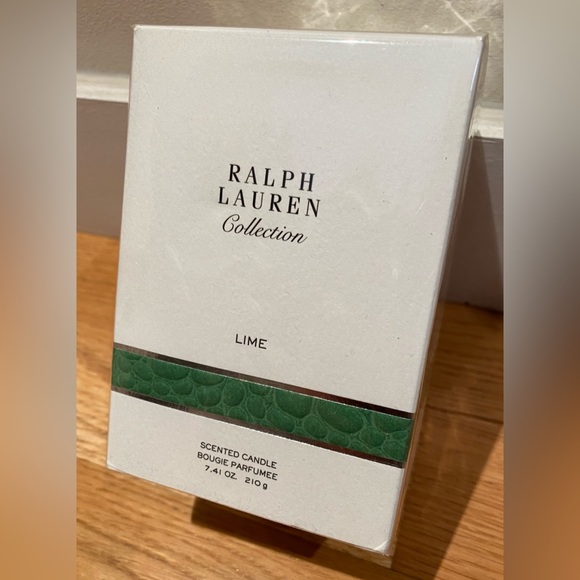 RALPH
LAUREN
Collection
LIME
SCENTED CANDLE
BOUGIE PARFUMEE
7.41 OZ. 210 g